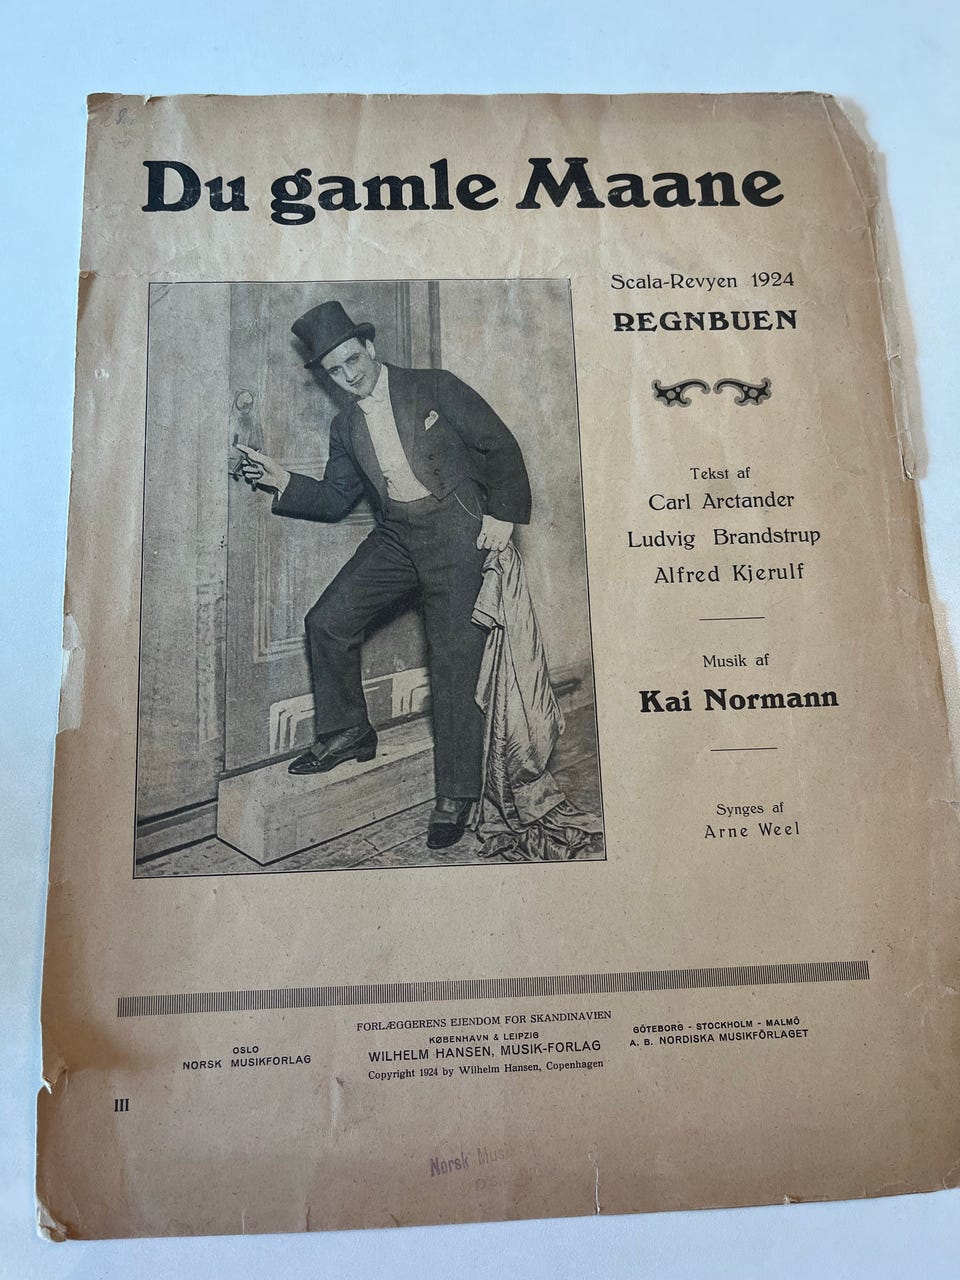 Du gamle Maane
Scala-Revyen 1924
REGNBUEN
Tekst af
Carl Arctander
Ludvig Brandstrup
Alfred Kjerulf
Musik af
Kai Normann
Synges af
Arne Weel
FORLÆGGERENS EJENDOM FOR SKANDINAVIEN
OSLO
NORSK MUSIKFORLAG
KØBENHAVN & LEIPZIG
WILHELM HANSEN, MUSIK-FORLAG
Copyright 1924 by Wilhelm Hansen, Copenhagen
GÖTEBORG - STOCKHOLM - MALMÖ
A. B. NORDISKA MUSIKFÖRLAGET
III
Norsk